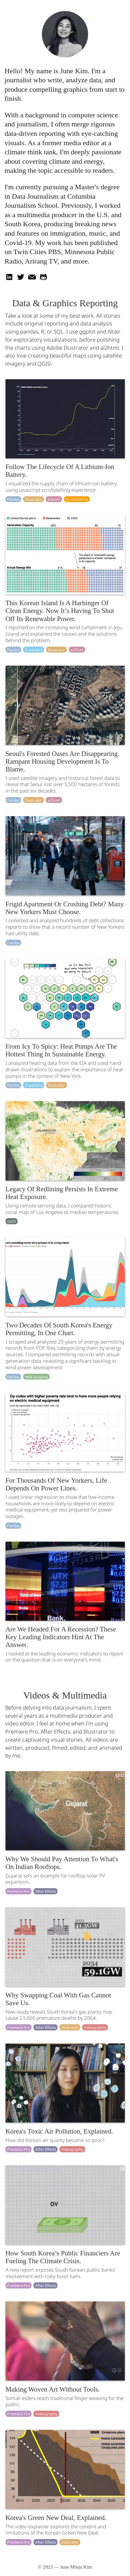 Hello! My name is June Kim. I'm a
journalist who write, analyze data, and
produce compelling graphics from start to
finish.
With a background in computer science
and journalism, I often merge rigorous
data-driven reporting with eye-catching
visuals. As a former media editor at a
climate think tank, I'm deeply passionate
about covering climate and energy,
making the topic accessible to readers.
I'm currently pursuing a Master's degree
in Data Journalism at Columbia
Journalism School. Previously, I worked
as a multimedia producer in the U.S. and
South Korea, producing breaking news
and features on immigration, music, and
Covid-19. My work has been published
on Twin Cities PBS, Minnesota Public
Radio, Arirang TV, and more.
Data & Graphics Reporting
Take a look at some of my best works. All stories
include original reporting and data analysis
using pandas, R, or SQL. I use ggplot and Altair
for exploratory visualizations, before polishing
the charts using Adobe Illustrator and ai2html. I
also love creating beautiful maps using satellite
imagery and QGIS!
Follow The Lifecycle Of A Lithium-Ion
Battery.
I visualized the supply chain of lithium-ion battery,
using javascript scrollytelling experience.
This Korean Island Is A Harbinger Of
Clean Energy. Now It's Having To Shut
Off Its Renewable Power.
A report on the increasing wind curtailment in Jeju
Island and explained the causes and the solutions
behind the problem.
Seoul's Forested Oases Are Disappearing.
Rampant Housing Development Is To
Blame.
I used satellite imagery and historical forest data to
reveal that Seoul lost over 5,500 hectares of forests
in the past six decades.
Frigid Apartment Or Crushing Debt? Many
New Yorkers Must Choose.
I collected and analyzed hundreds of debt collections
reports to show that a record number of New Yorkers
had utility debt.
From Icy To Spicy: Heat Pumps Are The
Hottest Thing In Sustainable Energy.
I analyzed heating data from the EIA and used hand-
drawn illustrations to explain the importance of heat
pumps in the context of New York.
Legacy Of Redlining Persists In Extreme
Heat Exposure.
Using remote sensing data, I compared historic
zonal maps of Los Angeles to median temperatures.
Two Decades Of South Korea's Energy
Permitting, In One Chart.
I scraped and analyzed 20 years of energy permitting
records from PDF files, categorizing them by energy
sources. I compared permitting records with actual
generation data, revealing a significant backlog in
wind power development.
For Thousands Of New Yorkers, Life
Depends On Power Lines.
I used linear regression to show that low-income
households are more likely to depend on electric
medical equipment, yet less prepared for power
outages.
Are We Headed For A Recession? These
Key Leading Indicators Hint At The
Answer.
I looked at the leading economic indicators to report
on the question that is on everyone's mind.
Videos & Multimedia
Before delving into data journalism, I spent
several years as a multimedia producer and
video editor. I feel at home when I'm using
Premiere Pro, After Effects, and Illustrator to
create captivating visual stories. All videos are
written, produced, filmed, edited, and animated
by me.
Gujarat
Why We Should Pay Attention To What's
On Indian Rooftops.
Gujarat sets an example for rooftop solar PV
expansion.
2034
59.1GW
Why Swapping Coal With Gas Cannot
Save Us.
New study reveals South Korea's gas plants may
cause 23,000 premature deaths by 2064.
Korea's Toxic Air Pollution, Explained.
How did Korea's air quality become so poor?
How South Korea's Public Financiers Are
Fueling The Climate Crisis.
A new report exposes South Korean public banks'
involvement with risky fossil fuels.
Making Woven Art Without Tools.
Somali elders teach traditional finger weaving for the
public.
Korea's Green New Deal, Explained.
The video explainer explores the content and
limitations of the Korean Green New Deal.
© 2023 — June Minju Kim